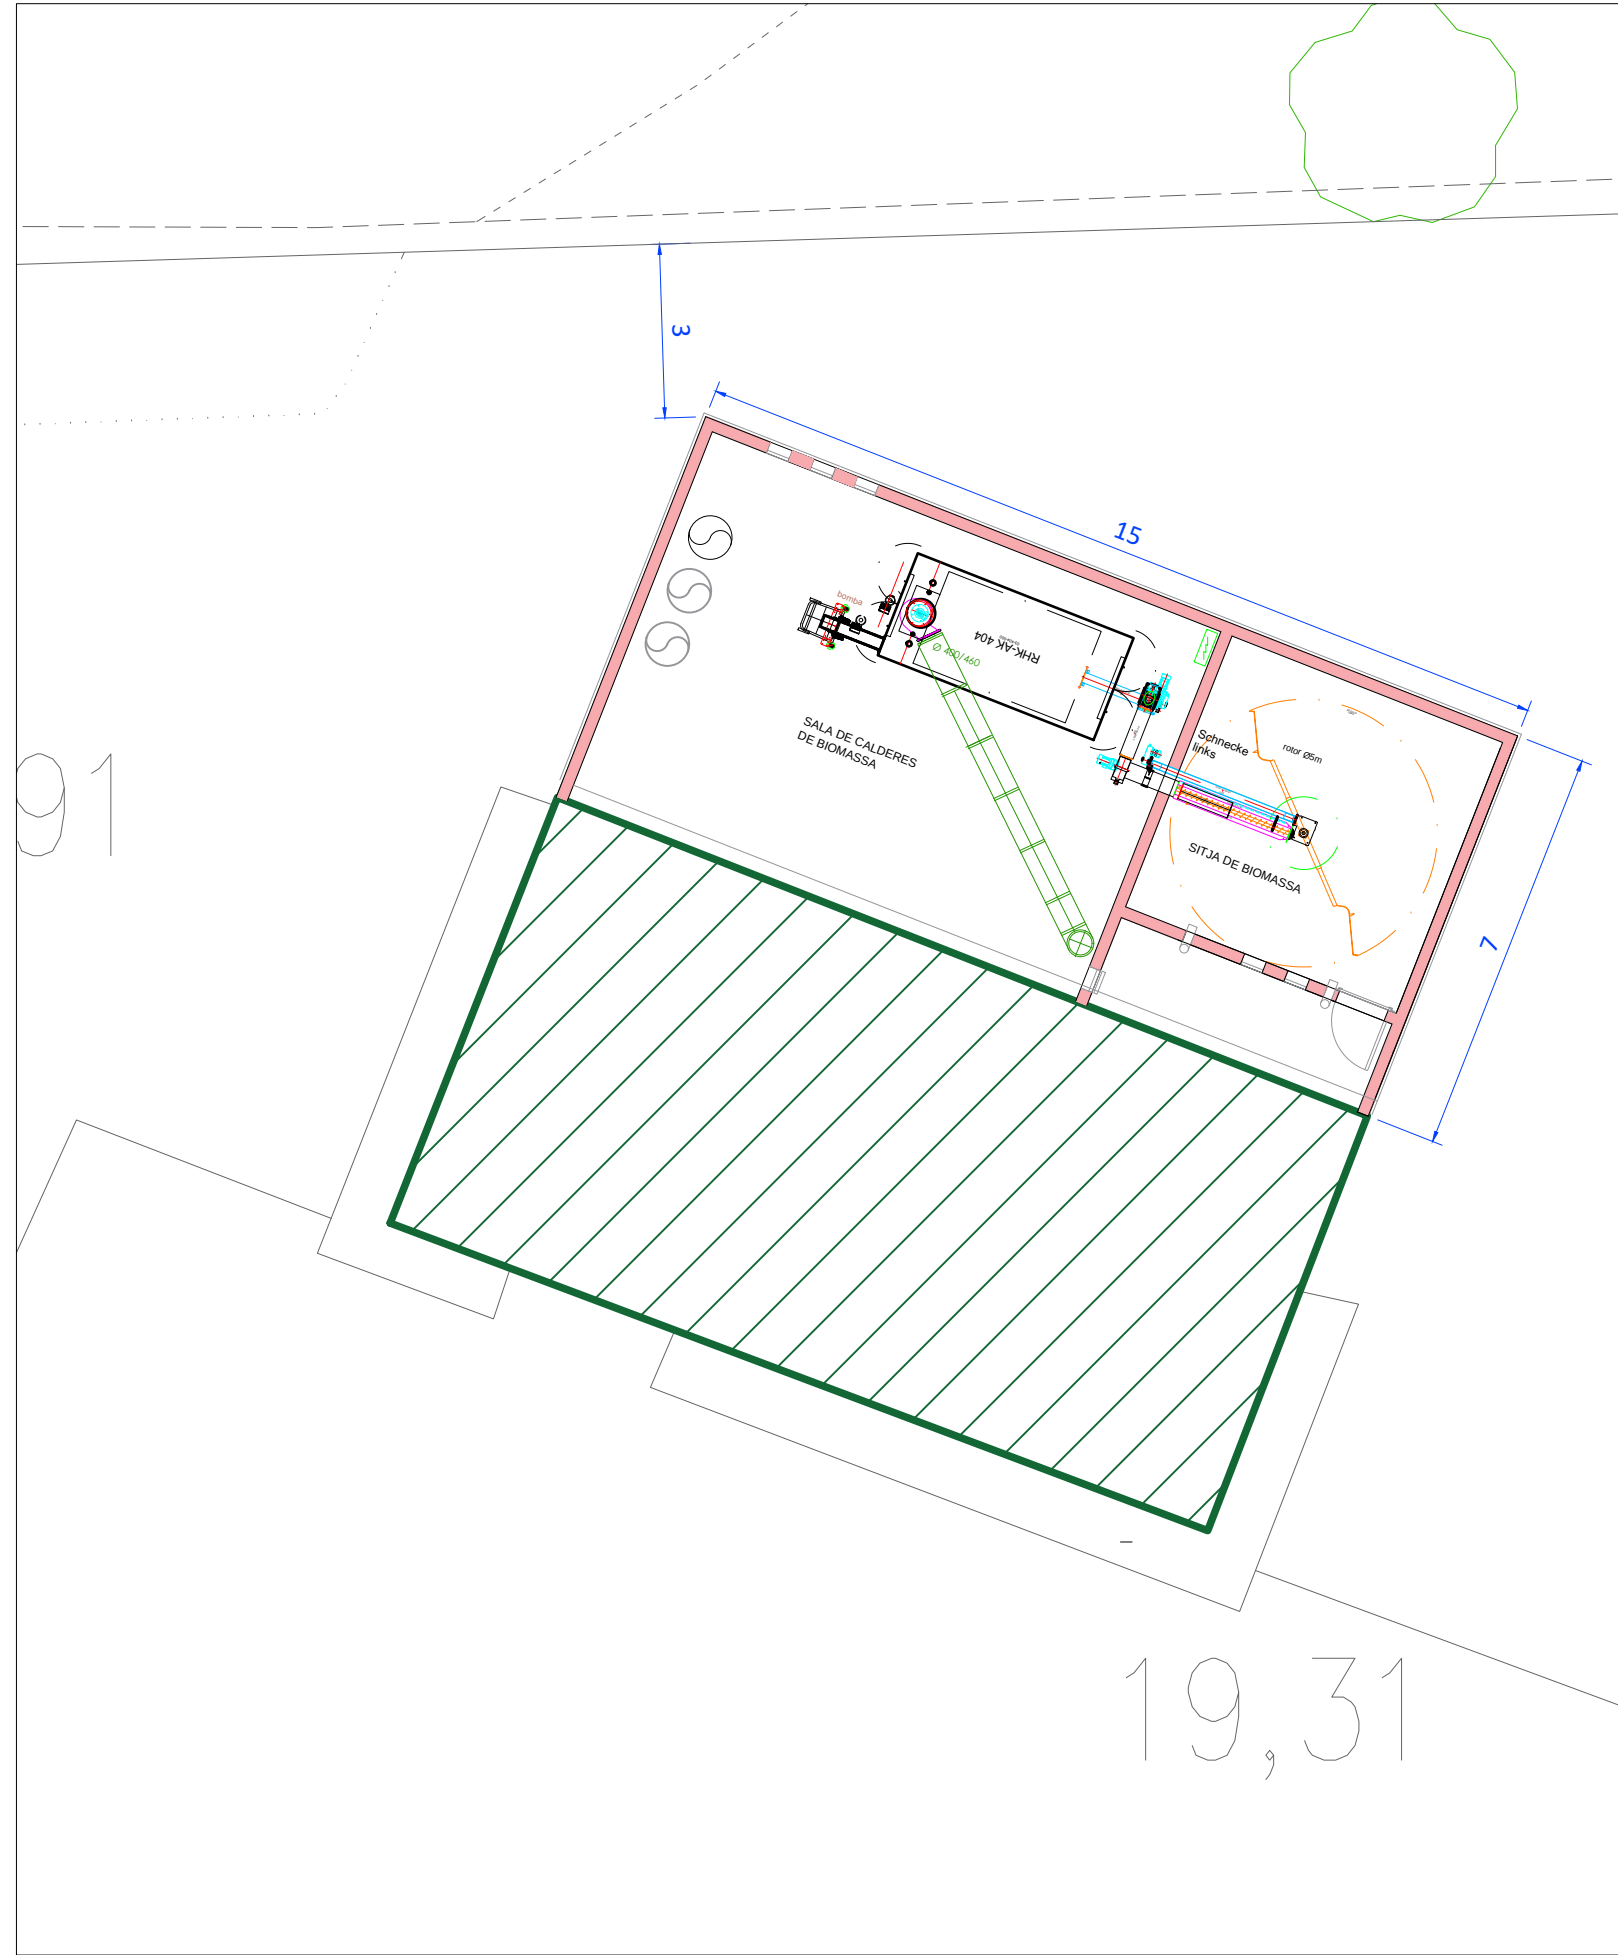 3
15
bomba
RHK-AK 404
Ø 400/460
SALA DE CALDERES
DE BIOMASSA
Schnecke
links
rotor Ø5m
91
SITJA DE BIOMASSA
7
19,31